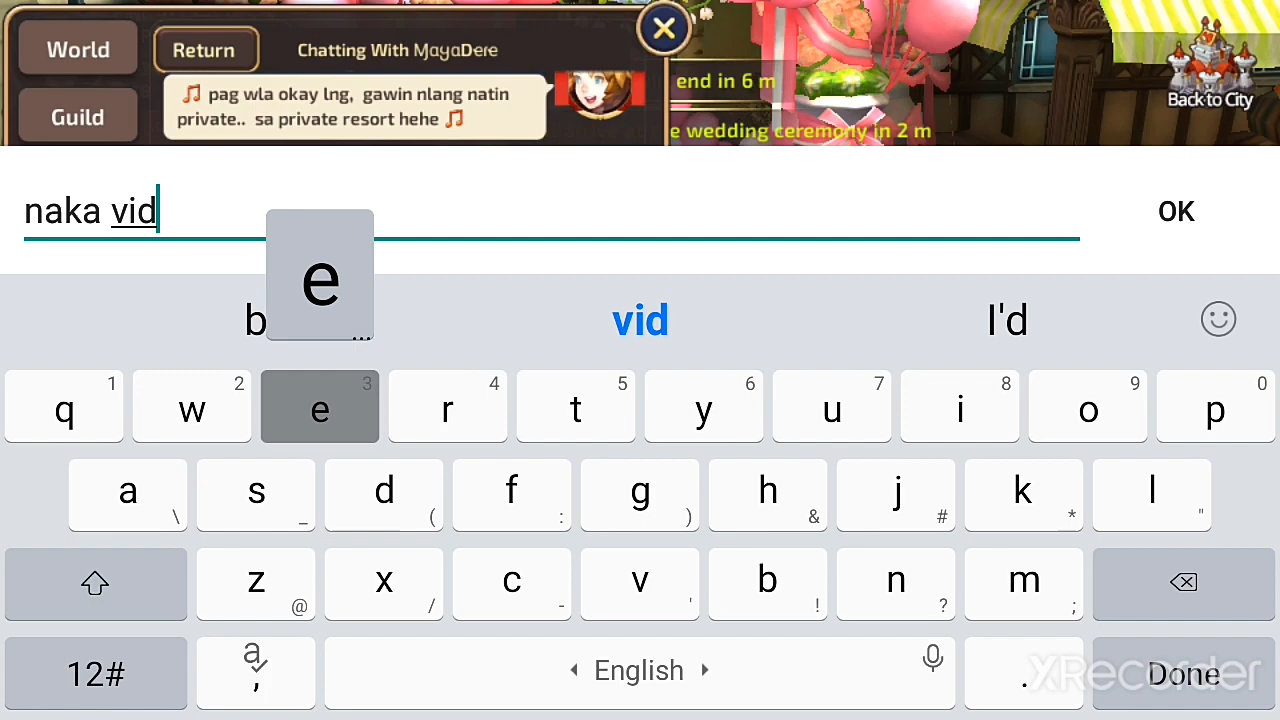 World
Return
Chatting With MayaDere
Guild
🎵 pag wla okay lng, gawin nlang natin
private.. sa private resort hehe 🎵
end in 6 m
e wedding ceremony in 2 m
Back to City
naka vid
OK
e
...
b
vid
I'd
1 2 3 4 5 6 7 8 9 0
q w e r t y u i o p
a s d f g h j k l
\ _ ( : ) & # * "
z x c v b n m
@ / - ' ! ? ;
12#
a
,
English
.
Done
XRecorder